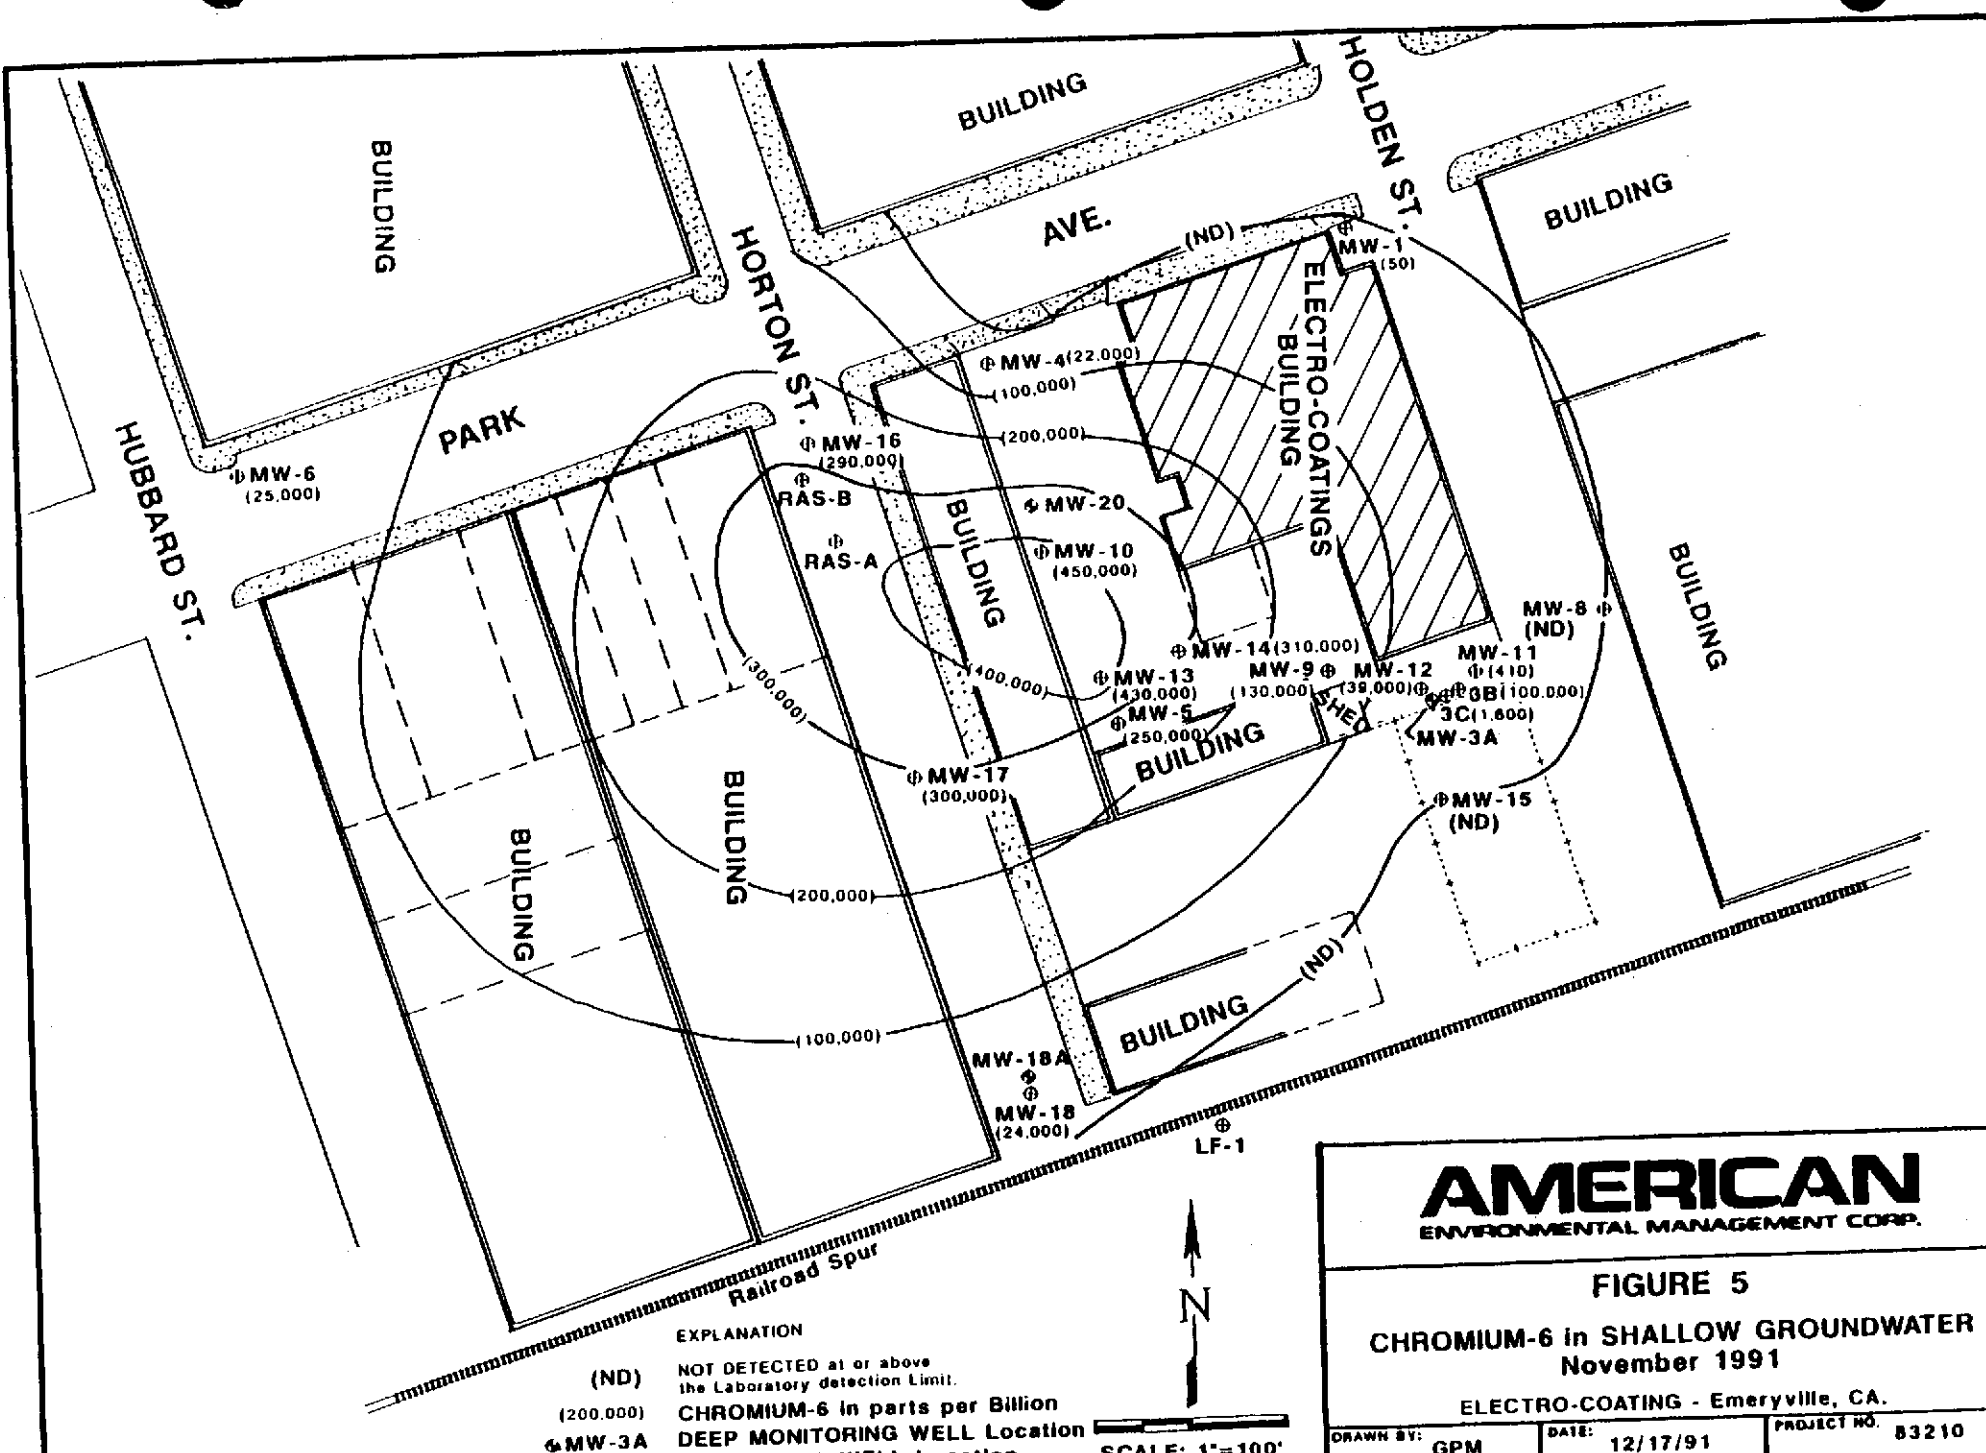 BUILDING
HOLDEN ST.
BUILDING
AVE.
(ND)
MW-1
(50)
BUILDING
HORTON ST.
ELECTRO-COATINGS
BUILDING
MW-4(22.000)
(100,000)
PARK
(200,000)
HUBBARD ST.
MW-6
(25,000)
MW-16
(290,000)
RAS-B
MW-20
RAS-A
BUILDING
MW-10
(450,000)
BUILDING
MW-8
(ND)
MW-14(310.000)
MW-11
(410)
(300.000)
(400.000)
MW-13
(430,000)
MW-9
(130,000)
MW-12
(39,000)
3B(100.000)
3C(1,600)
MW-3A
SHED
MW-5
(250,000)
BUILDING
MW-17
(300,000)
MW-15
(ND)
BUILDING
BUILDING
(200,000)
(ND)
BUILDING
(100,000)
MW-18A
MW-18
(24,000)
LF-1
Railroad Spur
N
EXPLANATION
(ND) NOT DETECTED at or above
the Laboratory detection Limit.
(200.000) CHROMIUM-6 in parts per Billion
MW-3A DEEP MONITORING WELL Location
SCALE: 1"=100'
AMERICAN
ENVIRONMENTAL MANAGEMENT CORP.
FIGURE 5
CHROMIUM-6 in SHALLOW GROUNDWATER
November 1991
ELECTRO-COATING - Emeryville, CA.
DRAWN BY: GPM
DATE: 12/17/91
PROJECT NO. 83210